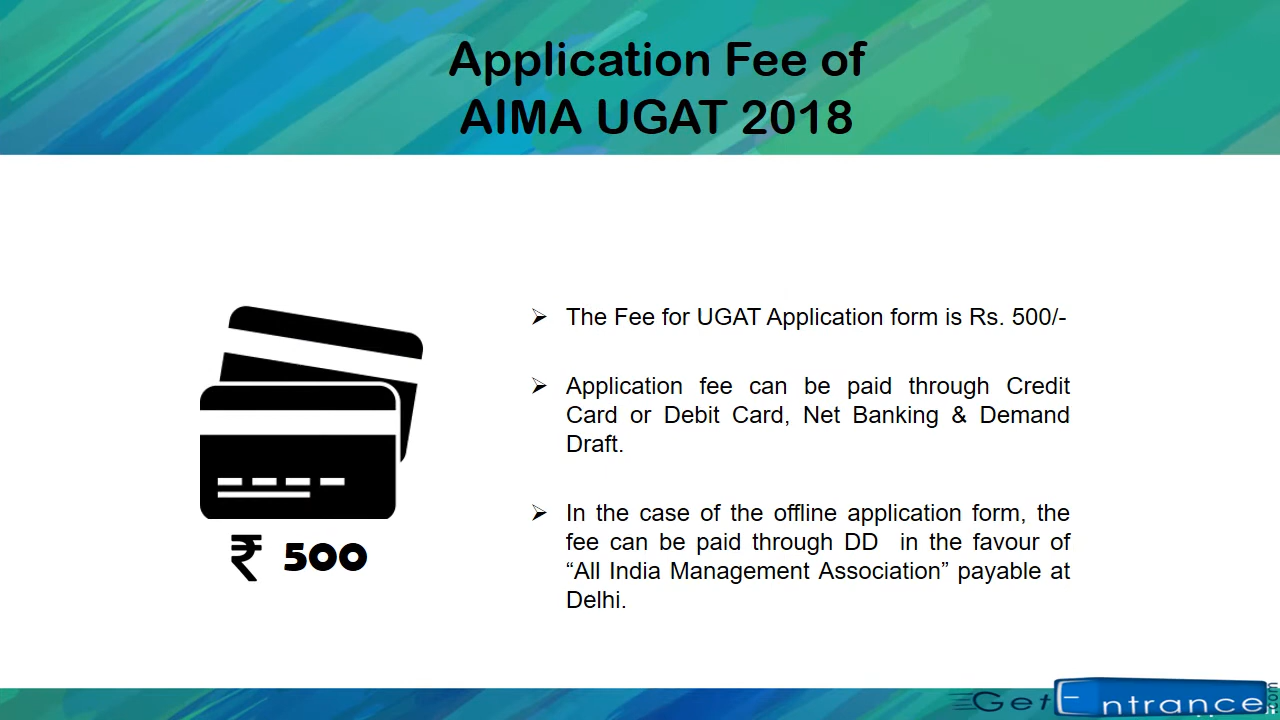 Application Fee of
AIMA UGAT 2018
The Fee for UGAT Application form is Rs. 500/-
Application fee can be paid through Credit
Card or Debit Card, Net Banking & Demand
Draft.
In the case of the offline application form, the
fee can be paid through DD  in the favour of
“All India Management Association” payable at
Delhi.
₹ 500
GetEntrance.com